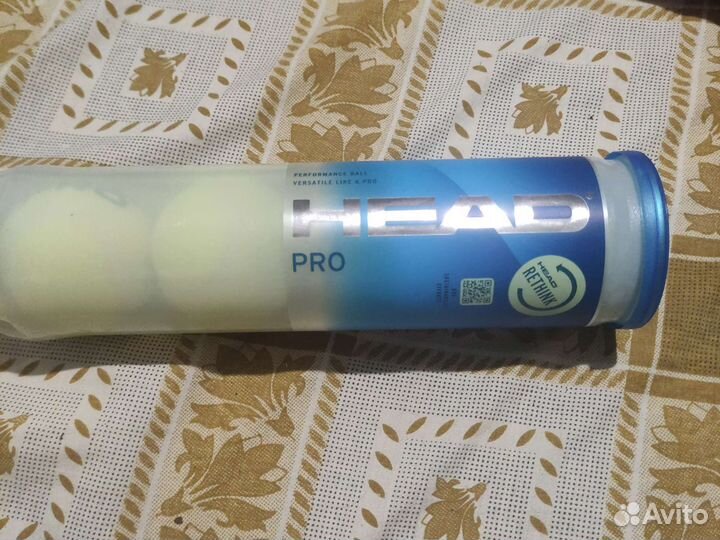 PERFORMANCE BALL
VERSATILE LIKE A PRO
HEAD
PRO
HEAD
RETHINK
Avito